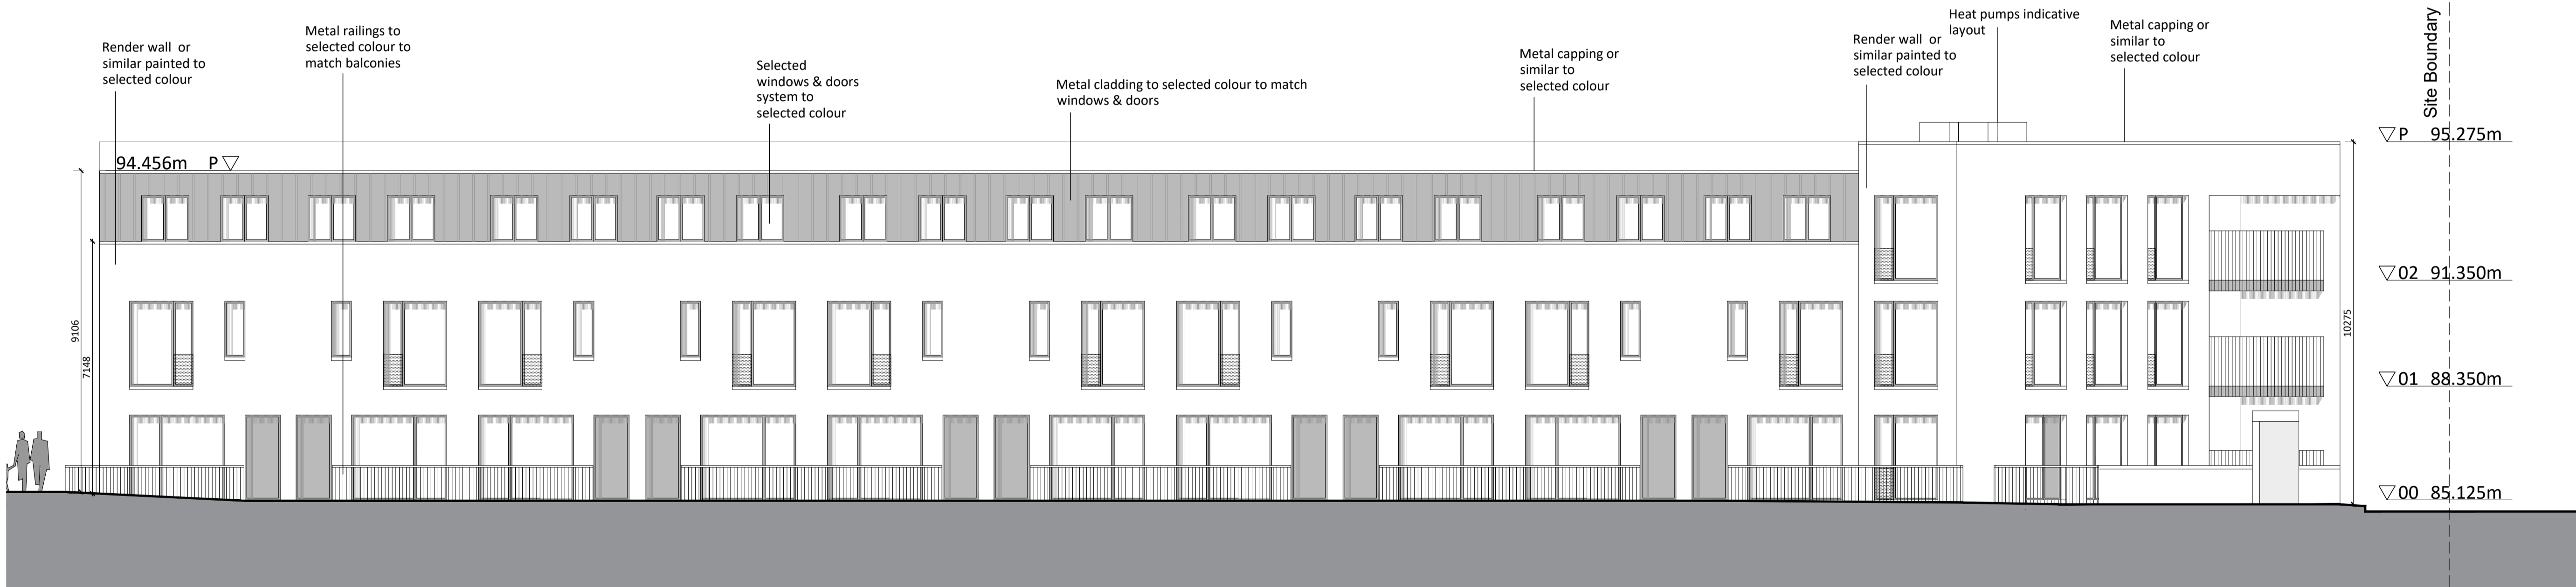 Render wall  or
similar painted to
selected colour
Metal railings to
selected colour to
match balconies
Selected
windows & doors
system to
selected colour
Metal cladding to selected colour to match
windows & doors
Metal capping or
similar to
selected colour
Render wall  or
similar painted to
selected colour
Heat pumps indicative
layout
Metal capping or
similar to
selected colour
Site Boundary
94.456m P
P 95.275m
02 91.350m
01 88.350m
00 85.125m
9106
7148
10275